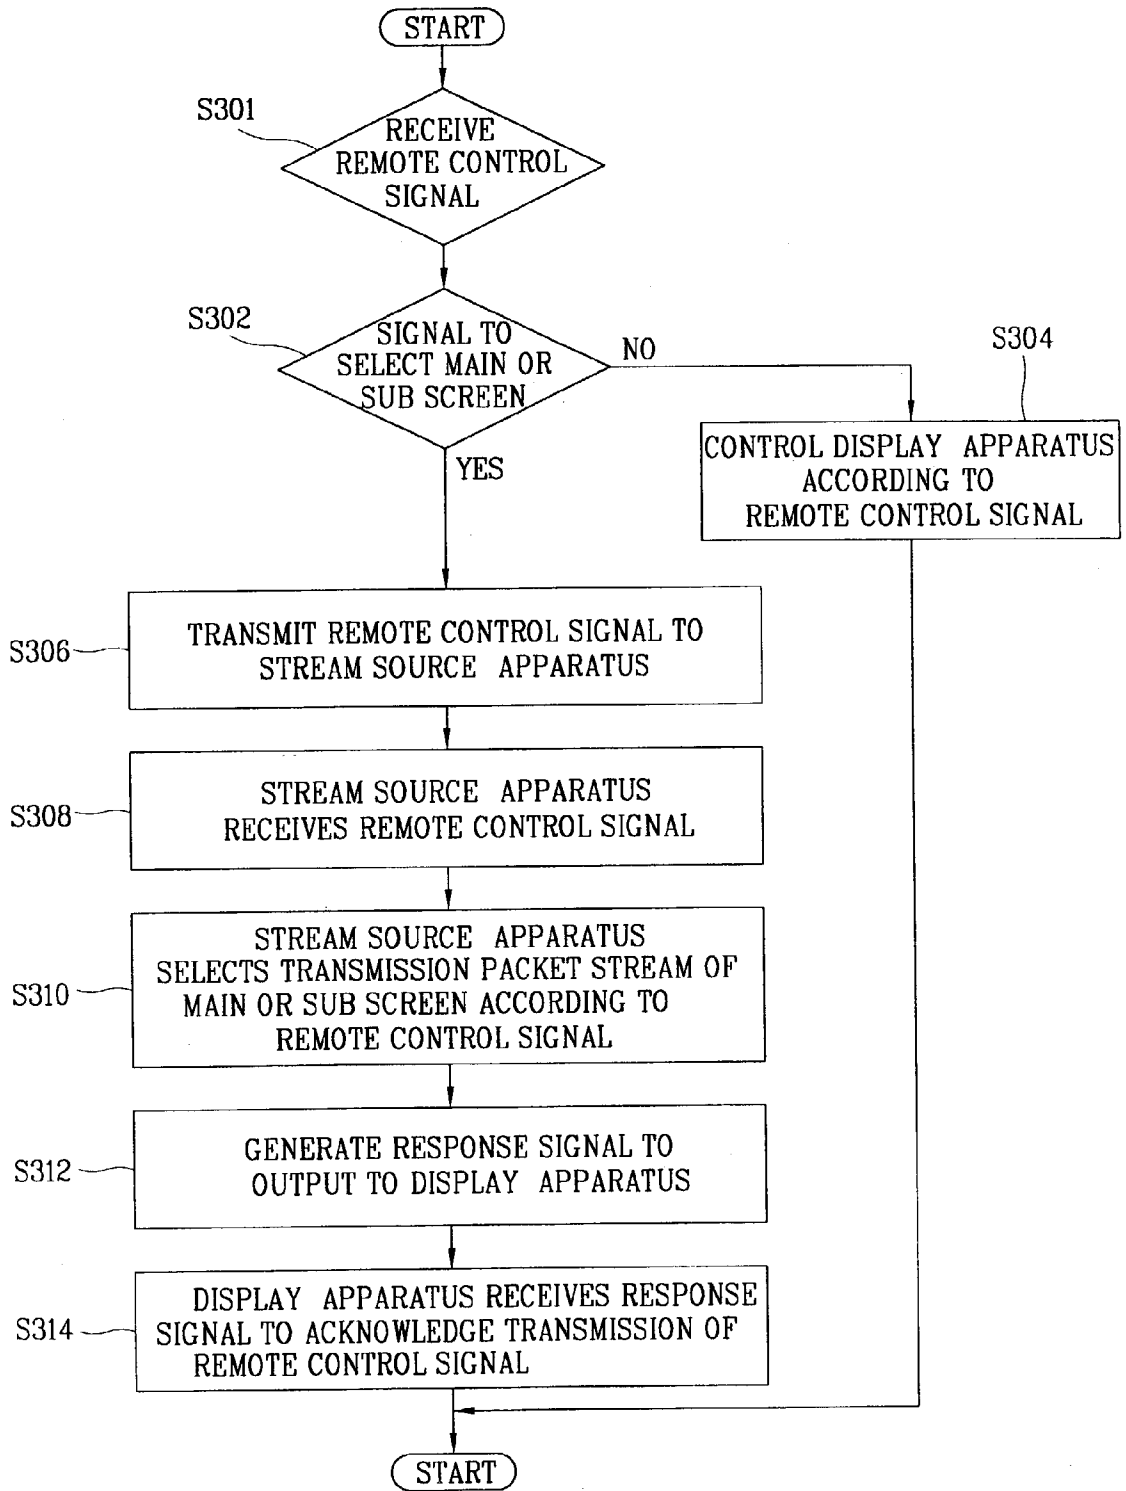 START
S301
RECEIVE
REMOTE CONTROL
SIGNAL
S302
SIGNAL TO
SELECT MAIN OR
SUB SCREEN
NO
YES
S304
CONTROL DISPLAY APPARATUS
ACCORDING TO
REMOTE CONTROL SIGNAL
S306
TRANSMIT REMOTE CONTROL SIGNAL TO
STREAM SOURCE APPARATUS
S308
STREAM SOURCE APPARATUS
RECEIVES REMOTE CONTROL SIGNAL
S310
STREAM SOURCE APPARATUS
SELECTS TRANSMISSION PACKET STREAM OF
MAIN OR SUB SCREEN ACCORDING TO
REMOTE CONTROL SIGNAL
S312
GENERATE RESPONSE SIGNAL TO
OUTPUT TO DISPLAY APPARATUS
S314
DISPLAY APPARATUS RECEIVES RESPONSE
SIGNAL TO ACKNOWLEDGE TRANSMISSION OF
REMOTE CONTROL SIGNAL
START